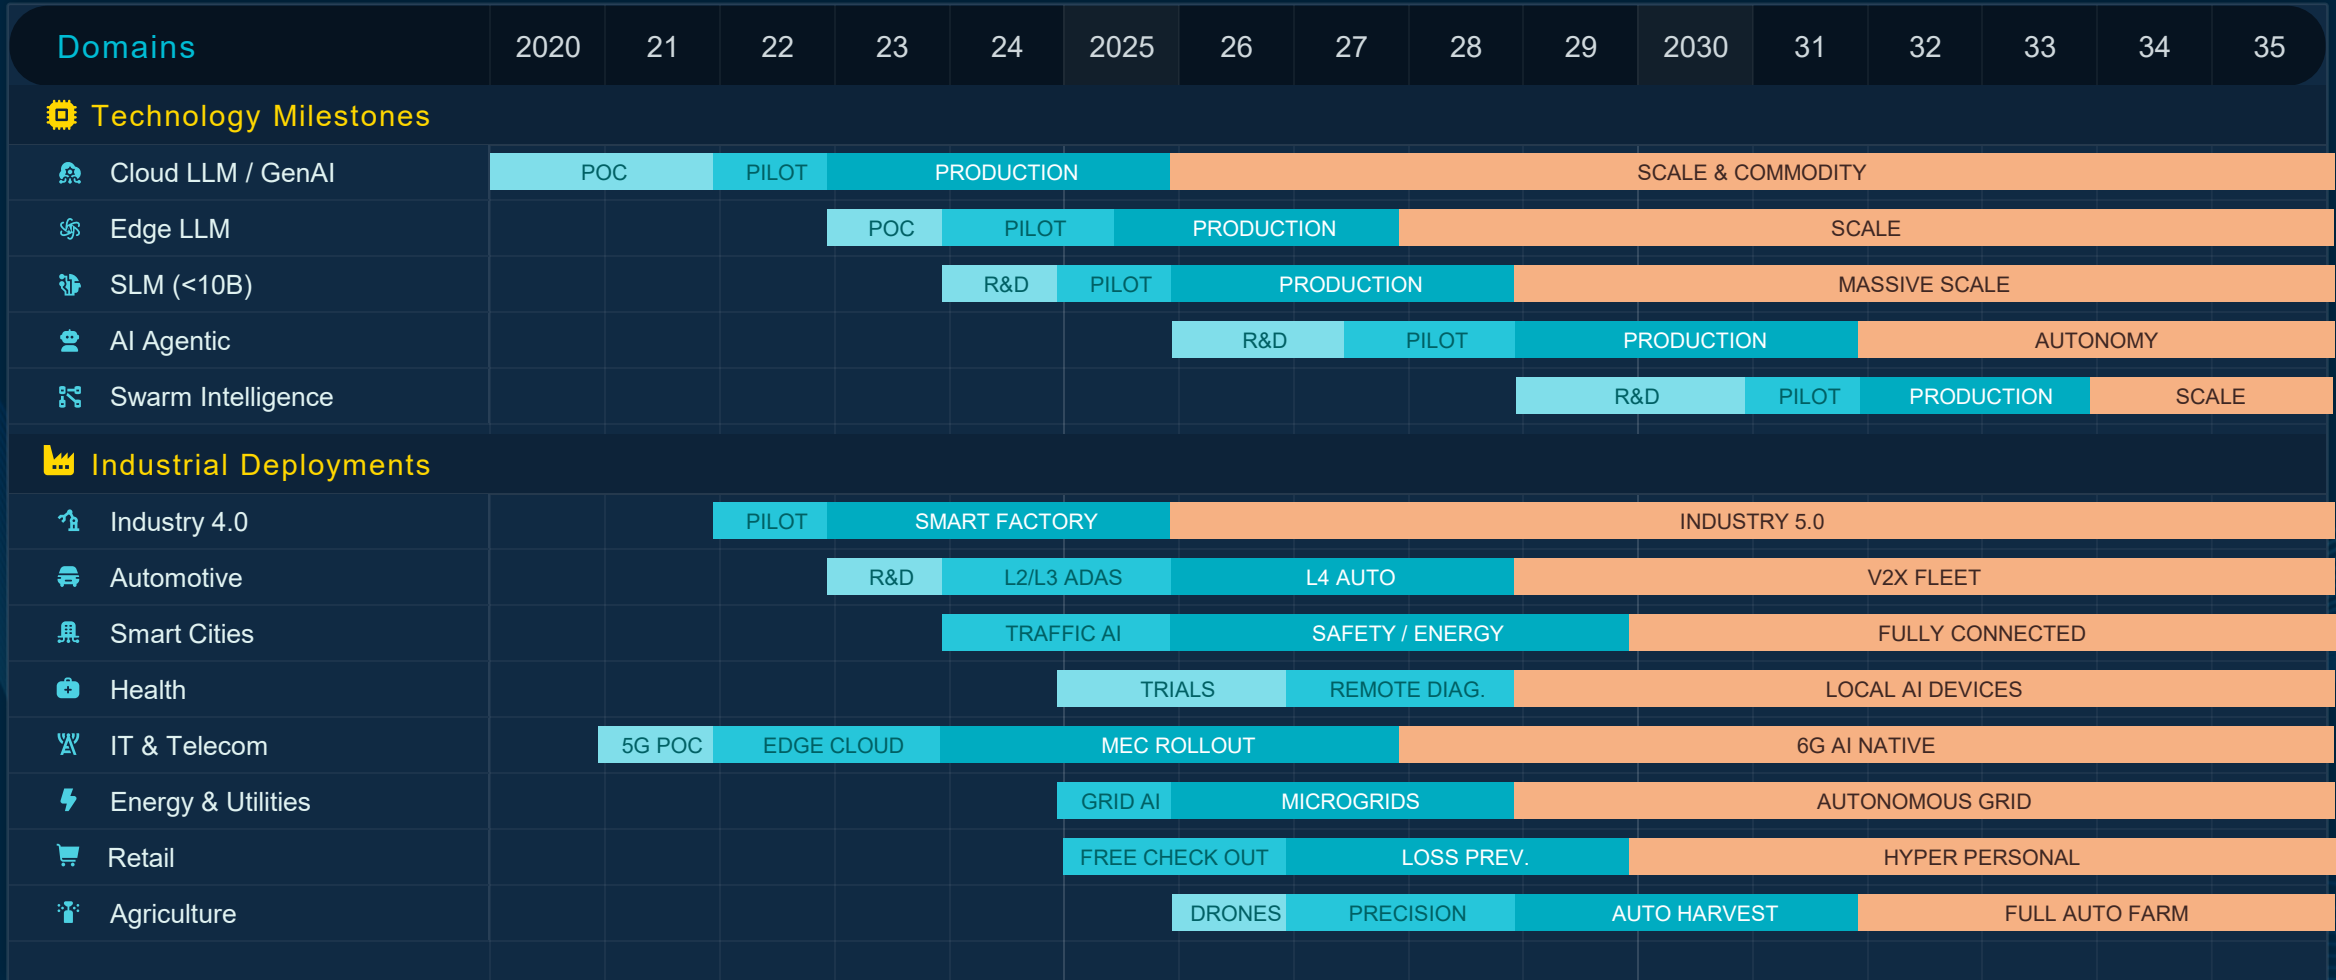 Domains 2020 21 22 23 24 2025 26 27 28 29 2030 31 32 33 34 35
Technology Milestones
Cloud LLM / GenAI POC PILOT PRODUCTION SCALE & COMMODITY
Edge LLM POC PILOT PRODUCTION SCALE
SLM (<10B) R&D PILOT PRODUCTION MASSIVE SCALE
AI Agentic R&D PILOT PRODUCTION AUTONOMY
Swarm Intelligence R&D PILOT PRODUCTION SCALE
Industrial Deployments
Industry 4.0 PILOT SMART FACTORY INDUSTRY 5.0
Automotive R&D L2/L3 ADAS L4 AUTO V2X FLEET
Smart Cities TRAFFIC AI SAFETY / ENERGY FULLY CONNECTED
Health TRIALS REMOTE DIAG. LOCAL AI DEVICES
IT & Telecom 5G POC EDGE CLOUD MEC ROLLOUT 6G AI NATIVE
Energy & Utilities GRID AI MICROGRIDS AUTONOMOUS GRID
Retail FREE CHECK OUT LOSS PREV. HYPER PERSONAL
Agriculture DRONES PRECISION AUTO HARVEST FULL AUTO FARM